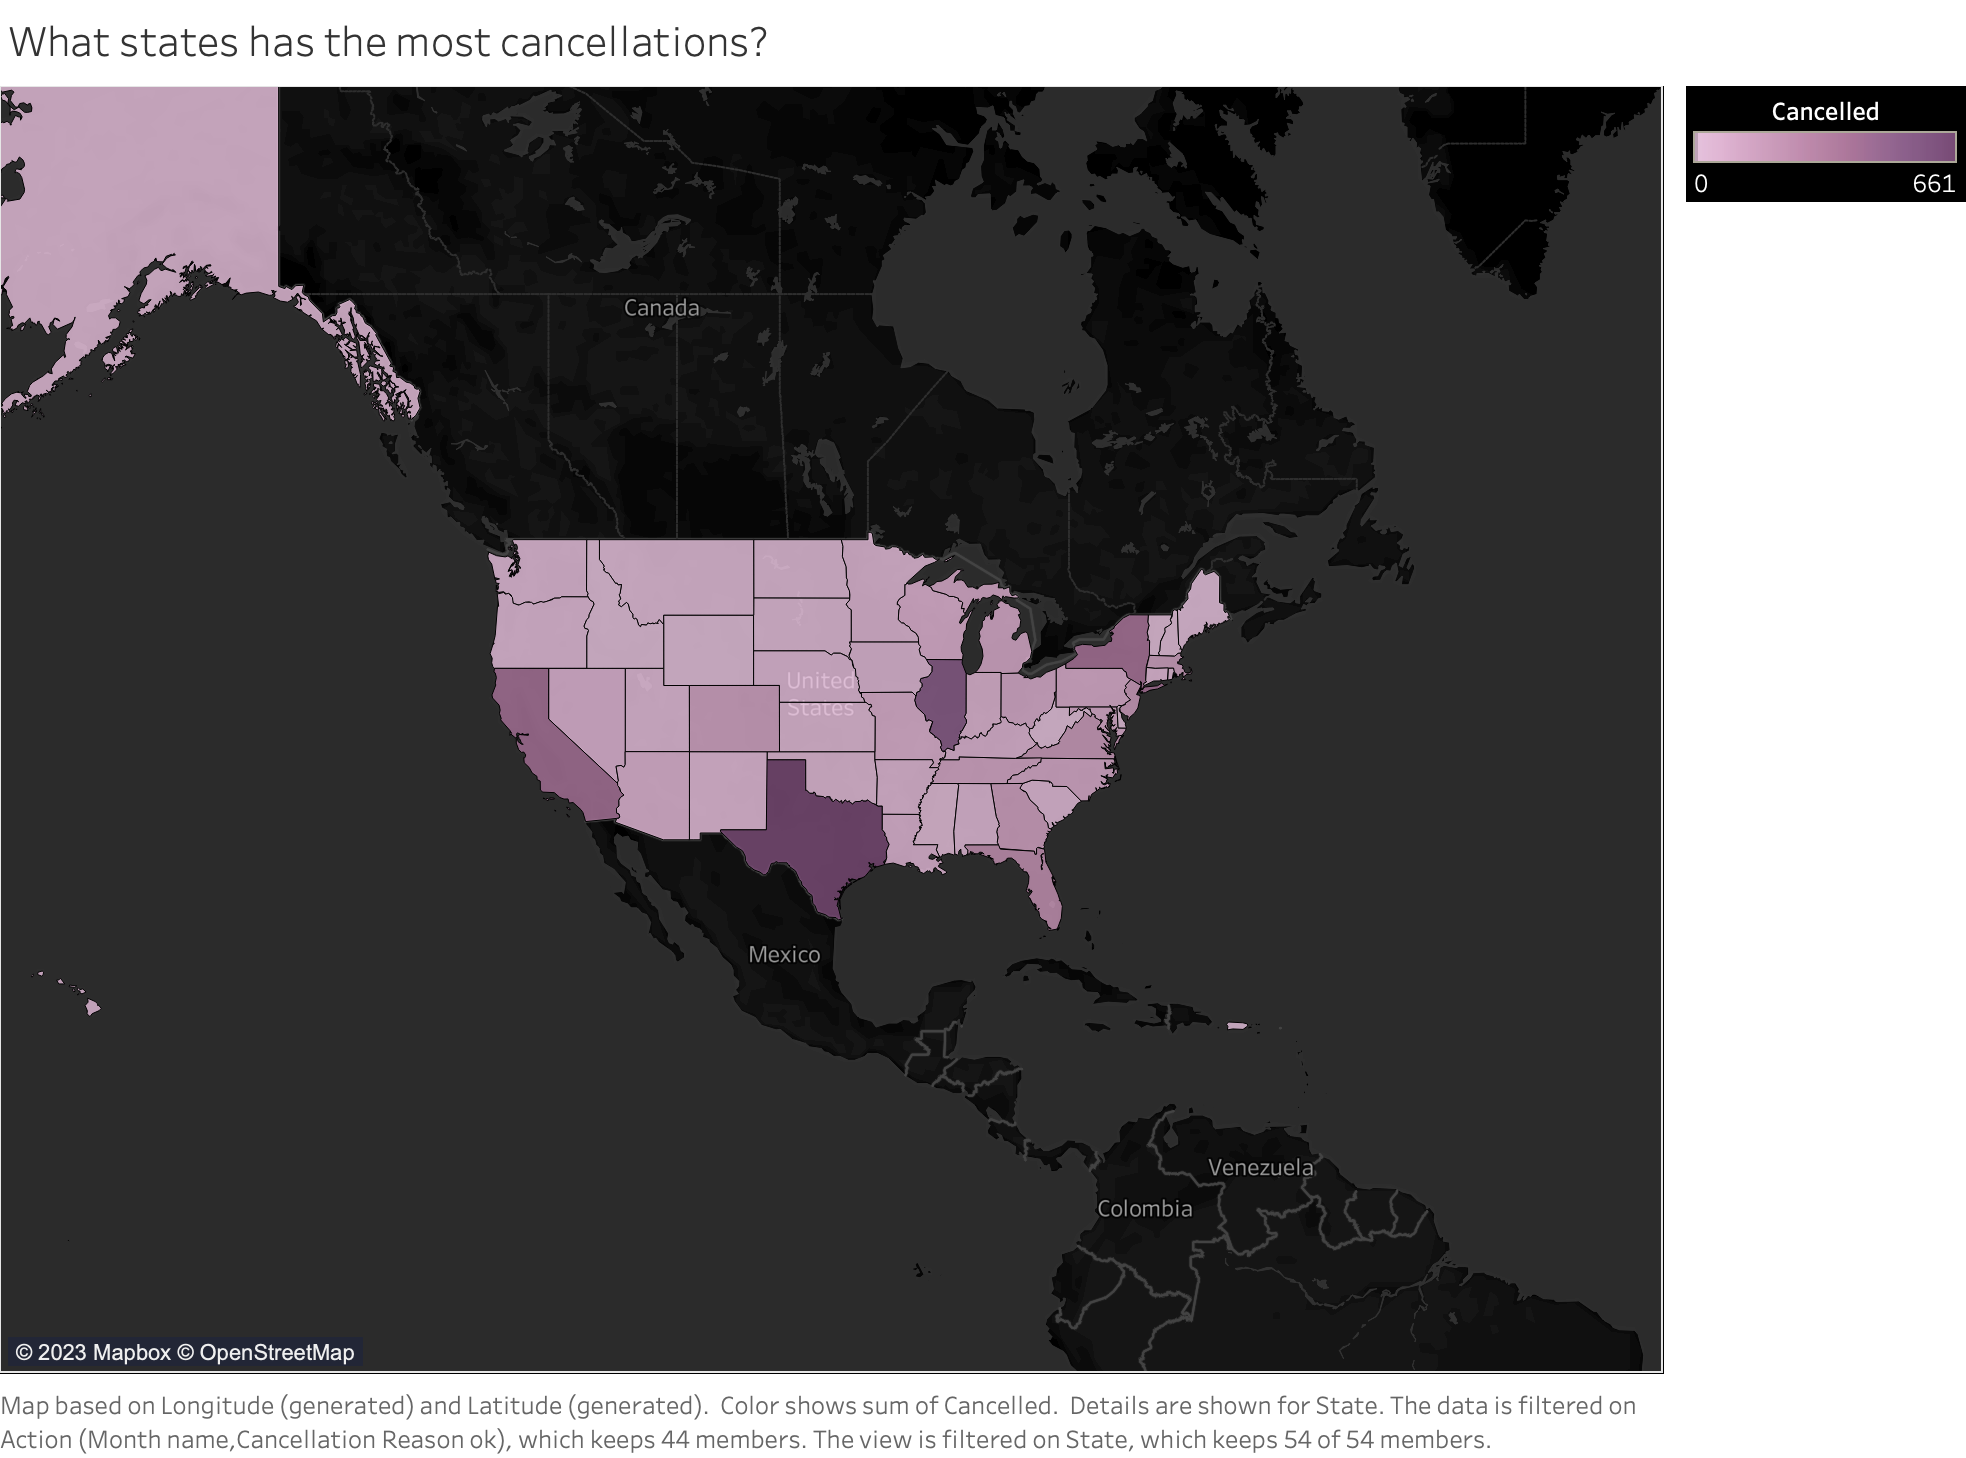 What states has the most cancellations?
Cancelled
0 661
Canada
United
States
Mexico
Venezuela
Colombia
© 2023 Mapbox © OpenStreetMap
Map based on Longitude (generated) and Latitude (generated).  Color shows sum of Cancelled.  Details are shown for State. The data is filtered on
Action (Month name,Cancellation Reason ok), which keeps 44 members. The view is filtered on State, which keeps 54 of 54 members.